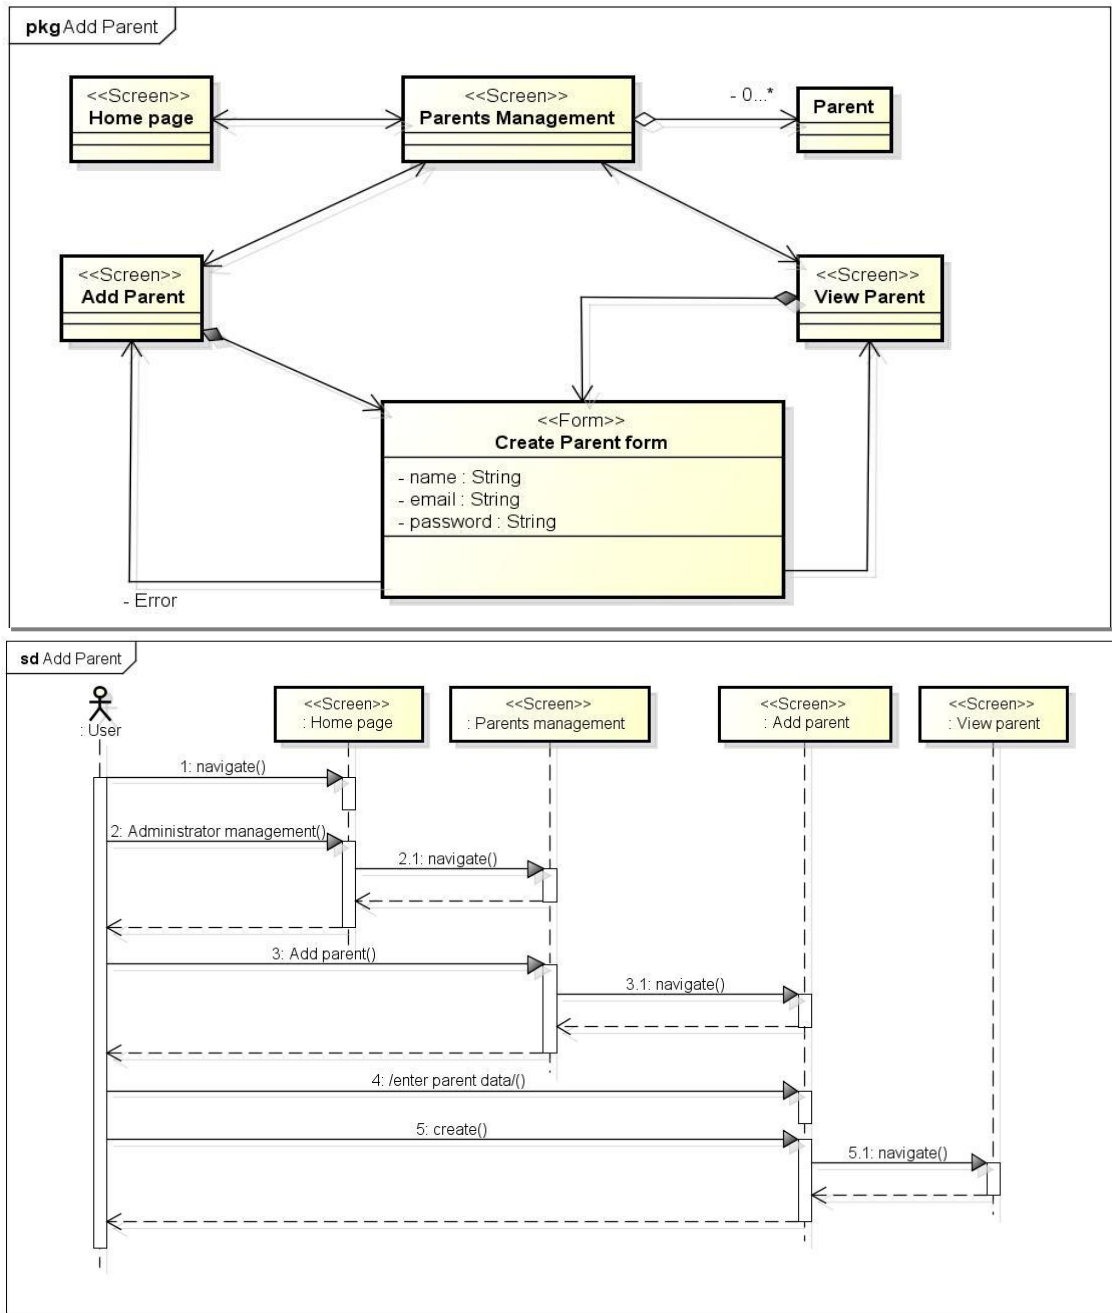 pkg Add Parent
<<Screen>>
Home page
<<Screen>>
Parents Management
- 0...*
Parent
<<Screen>>
Add Parent
<<Screen>>
View Parent
<<Form>>
Create Parent form
- name : String
- email : String
- password : String
- Error
sd Add Parent
: User
<<Screen>>
: Home page
<<Screen>>
: Parents management
<<Screen>>
: Add parent
<<Screen>>
: View parent
1: navigate()
2: Administrator management()
2.1: navigate()
3: Add parent()
3.1: navigate()
4: /enter parent data/()
5: create()
5.1: navigate()